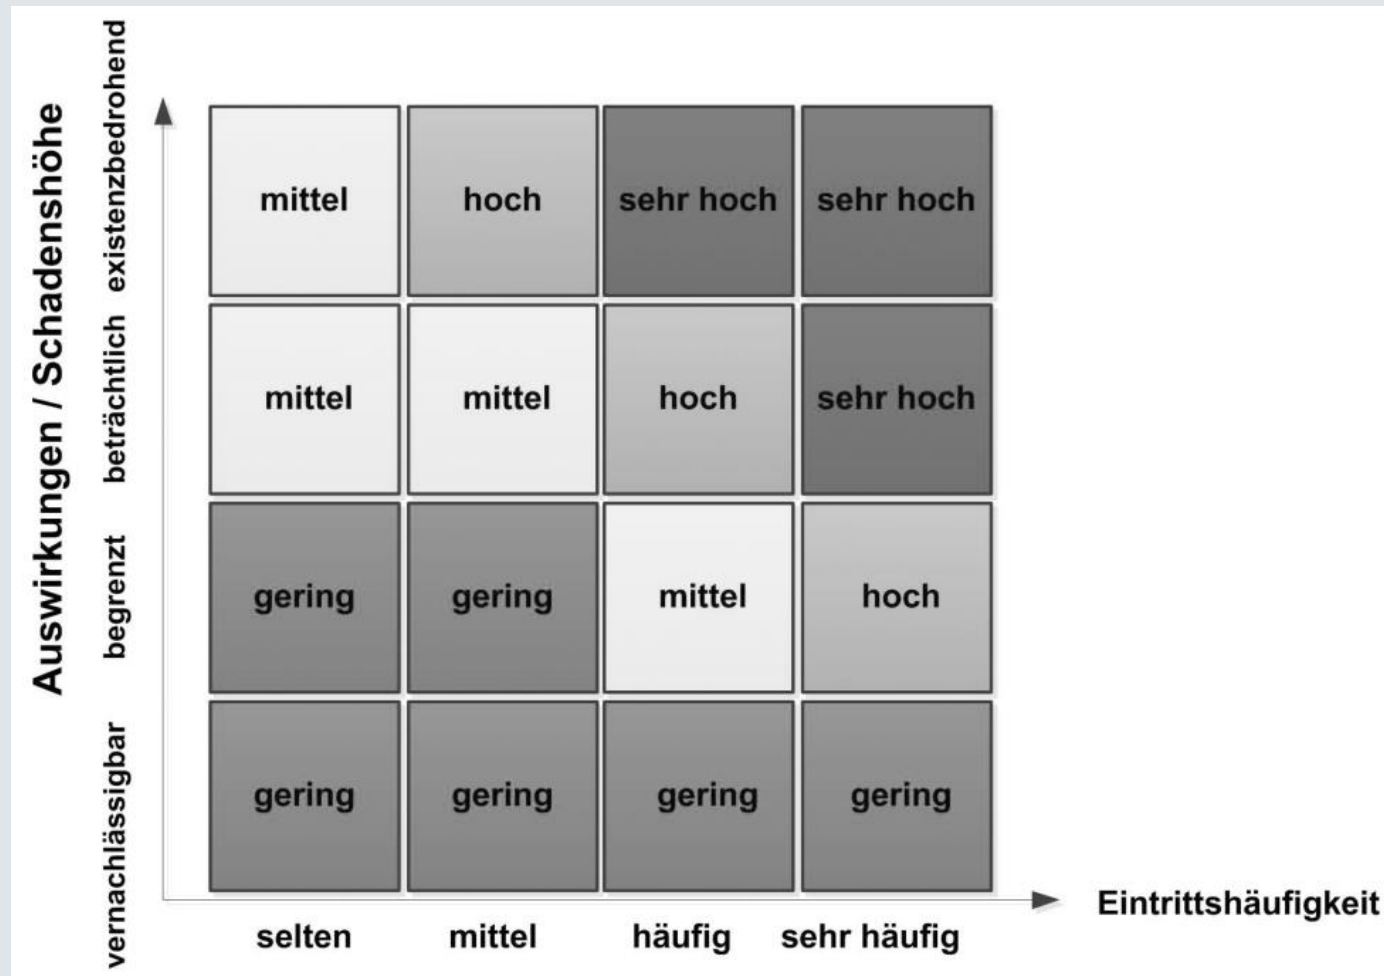 Auswirkungen / Schadenshöhe
existenzbedrohend
mittel hoch sehr hoch sehr hoch
beträchtlich
mittel mittel hoch sehr hoch
begrenzt
gering gering mittel hoch
vernachlässigbar
gering gering gering gering
selten mittel häufig sehr häufig
Eintrittshäufigkeit